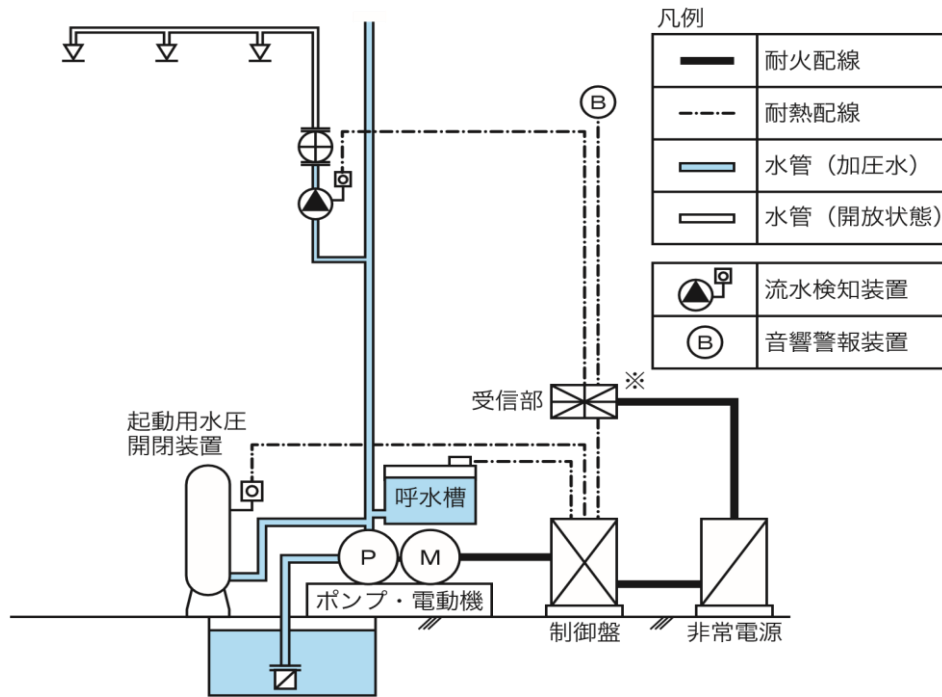 凡例
耐火配線
耐熱配線
水管（加圧水）
水管（開放状態）
流水検知装置
B
音響警報装置
B
受信部
※
起動用水圧
開閉装置
呼水槽
P
M
ポンプ・電動機
制御盤
非常電源